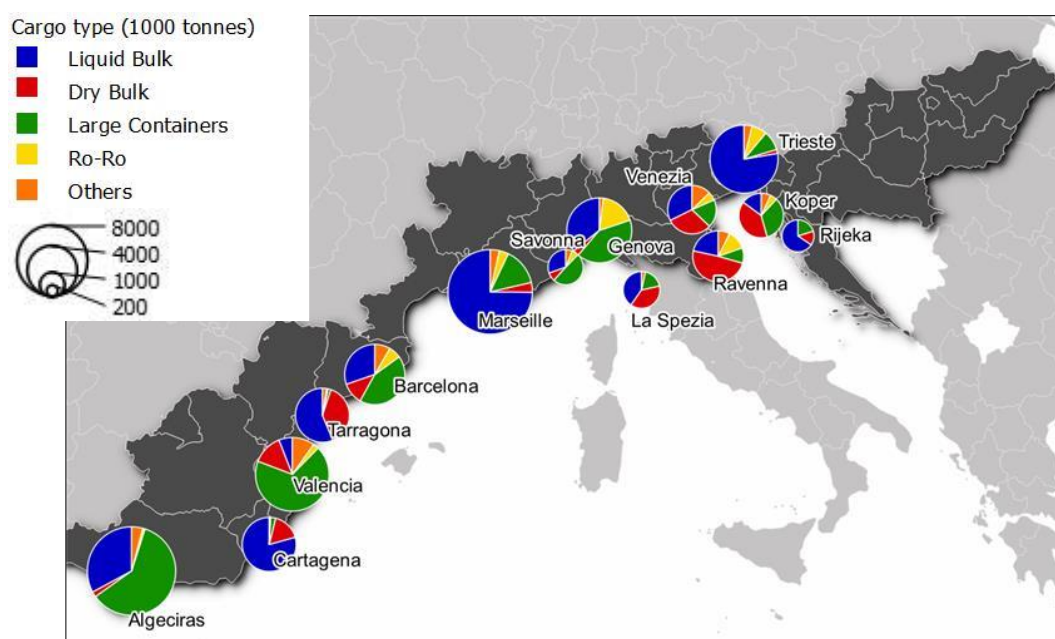 Cargo type (1000 tonnes)
Liquid Bulk
Dry Bulk
Large Containers
Ro-Ro
Others
8000
4000
1000
200
Trieste
Venezia
Koper
Savonna
Genova
Rijeka
Ravenna
Marseille
La Spezia
Barcelona
Tarragona
Valencia
Cartagena
Algeciras